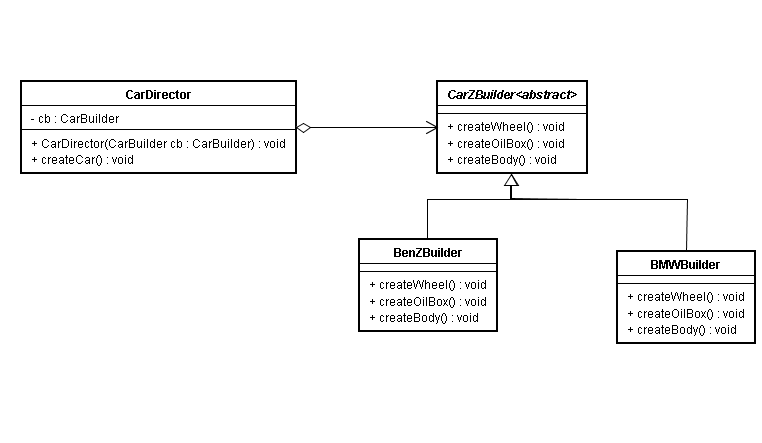 CarDirector
- cb : CarBuilder
+ CarDirector(CarBuilder cb : CarBuilder) : void
+ createCar() : void
CarZBuilder<abstract>
+ createWheel() : void
+ createOilBox() : void
+ createBody() : void
BenZBuilder
+ createWheel() : void
+ createOilBox() : void
+ createBody() : void
BMWBuilder
+ createWheel() : void
+ createOilBox() : void
+ createBody() : void